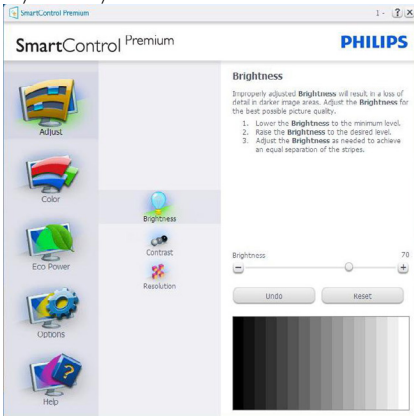 SmartControl Premium
1 - ? ×
SmartControl Premium
PHILIPS
Adjust
Color
Eco Power
Options
Help
Brightness
Contrast
Resolution
Brightness
Improperly adjusted Brightness will result in a loss of
detail in darker image areas. Adjust the Brightness for
the best possible picture quality.
1. Lower the Brightness to the minimum level.
2. Raise the Brightness to the desired level.
3. Adjust the Brightness as needed to achieve
an equal separation of the stripes.
Brightness 70
Undo Reset